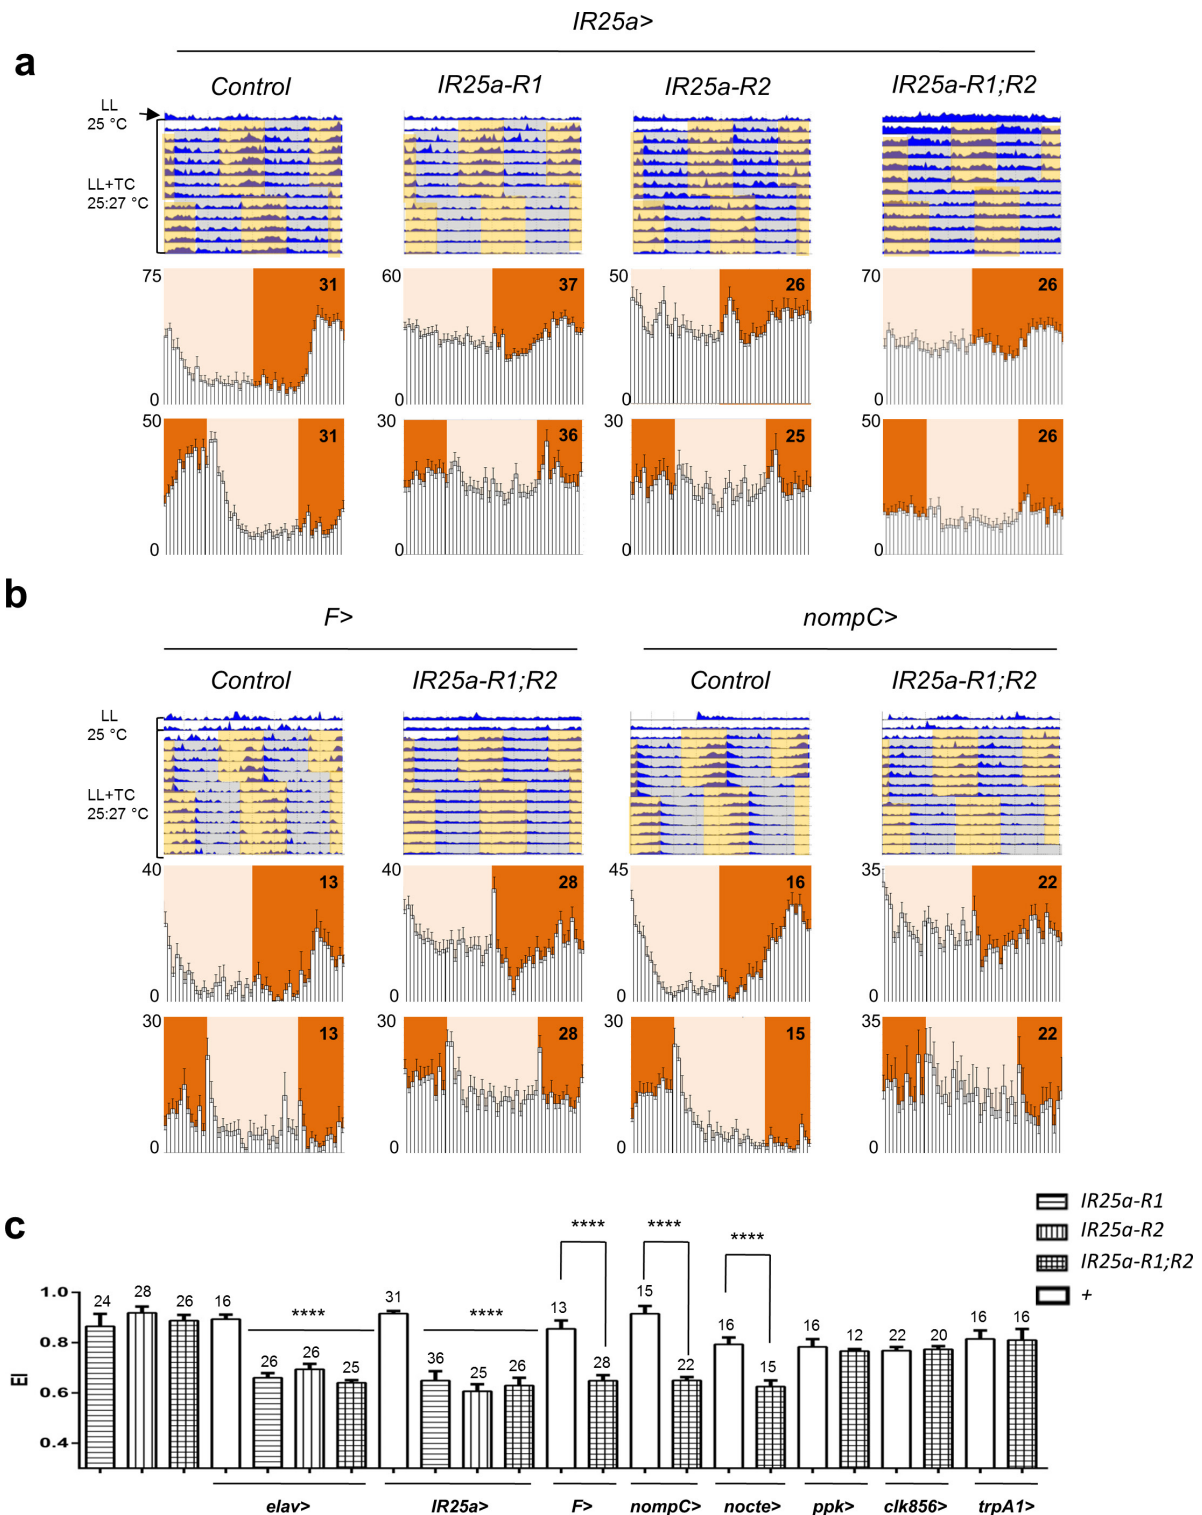 IR25a>
a
Control IR25a-R1 IR25a-R2 IR25a-R1;R2
LL
25 °C
LL+TC
25:27 °C
75 31 60 37 50 26 70 26
0 0 0 0
50 31 30 36 30 25 50 26
0 0 0 0
b
F> nompC>
Control IR25a-R1;R2 Control IR25a-R1;R2
LL
25 °C
LL+TC
25:27 °C
40 13 40 28 45 16 35 22
0 0 0 0
30 13 30 28 30 15 35 22
0 0 0 0
c
IR25a-R1
IR25a-R2
IR25a-R1;R2
+
**** **** ****
**** ****
24 28 26 16 26 26 25 31 36 25 26 13 28 15 22 16 15 16 12 22 20 16 16
1.0
0.8
0.6
0.4
EI
elav> IR25a> F> nompC> nocte> ppk> clk856> trpA1>